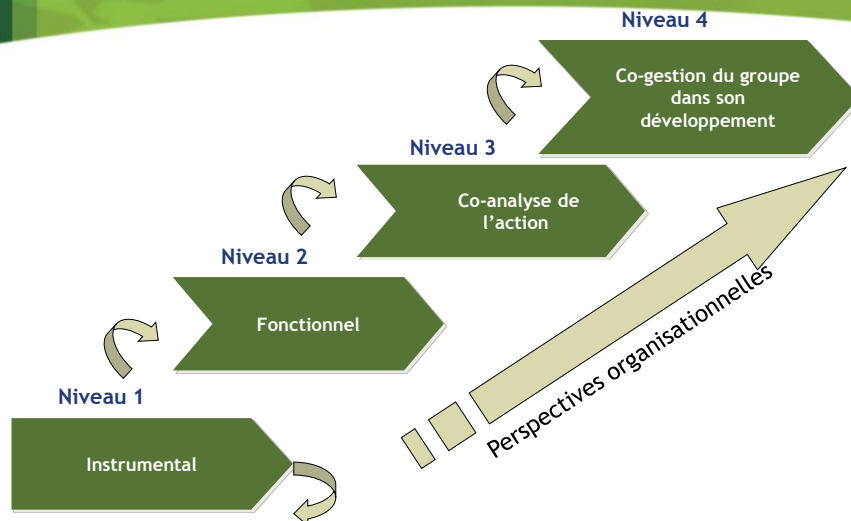 Niveau 4
Co-gestion du groupe
dans son
développement
Niveau 3
Co-analyse de
l’action
Niveau 2
Fonctionnel
Niveau 1
Instrumental
Perspectives organisationnelles